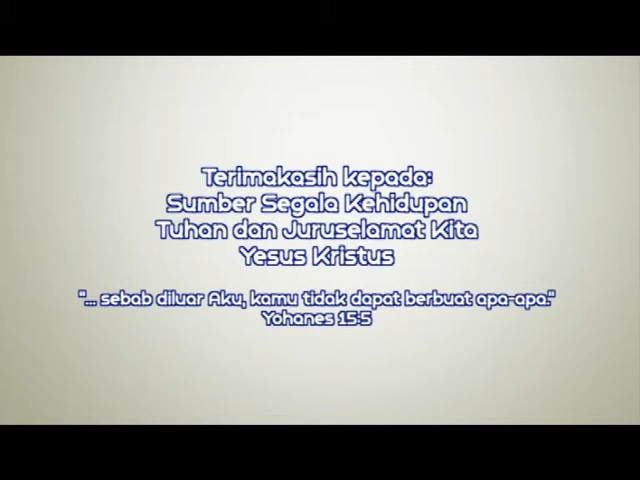 Terimakasih kepada:
Sumber Segala Kehidupan
Tuhan dan Juruselamat Kita
Yesus Kristus
"... sebab diluar Aku, kamu tidak dapat berbuat apa-apa."
Yohanes 15:5